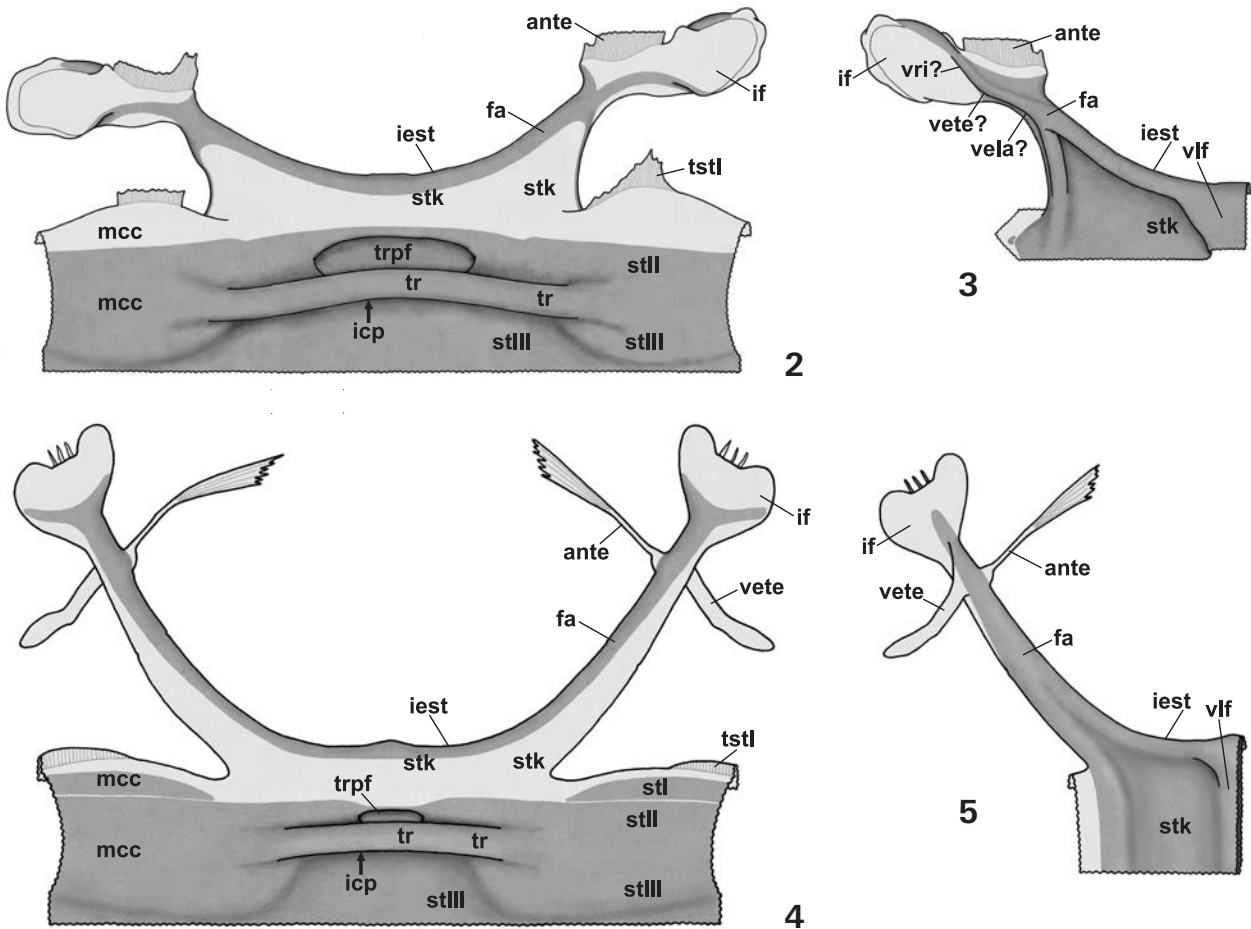 ante
if
fa
iest
tstI
stk
stk
mcc
trpf
stII
mcc
tr
tr
icp
stIII
stIII
2
ante
if
vri?
fa
vete?
iest
vela?
vlf
stk
3
if
ante
vete
fa
iest
tstI
stk
stk
mcc
trpf
stI
stII
mcc
tr
tr
icp
stIII
stIII
4
if
ante
vete
fa
iest
vlf
stk
5